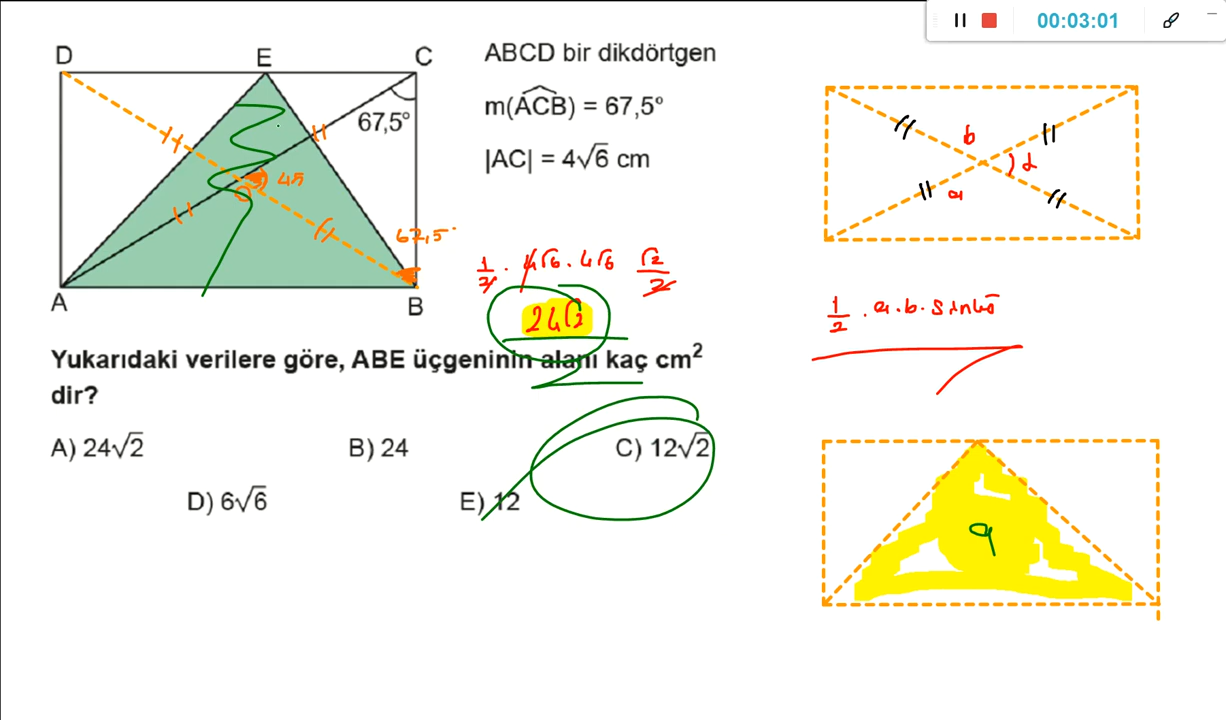 00:03:01
D E C
67,5°
45
67,5
A B
ABCD bir dikdörtgen
m(ACB) = 67,5°
|AC| = 4√6 cm
1/2 . 4√6 . 4√6 √2/2
24√2
2
Yukarıdaki verilere göre, ABE üçgeninin alanı kaç cm²
dir?
A) 24√2 B) 24 C) 12√2
D) 6√6 E) 12
b
a
α
1/2 . a . b . sin
a